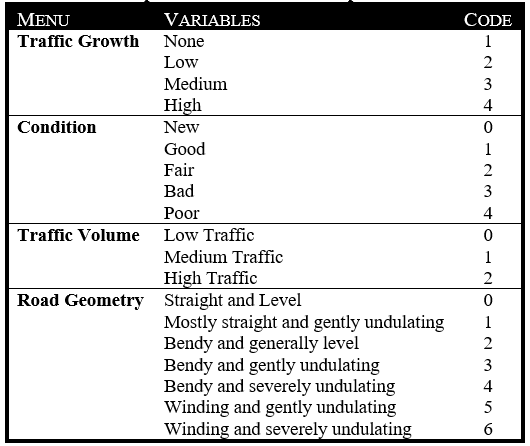 MENU VARIABLES CODE
Traffic Growth None 1
Low 2
Medium 3
High 4
Condition New 0
Good 1
Fair 2
Bad 3
Poor 4
Traffic Volume Low Traffic 0
Medium Traffic 1
High Traffic 2
Road Geometry Straight and Level 0
Mostly straight and gently undulating 1
Bendy and generally level 2
Bendy and gently undulating 3
Bendy and severely undulating 4
Winding and gently undulating 5
Winding and severely undulating 6